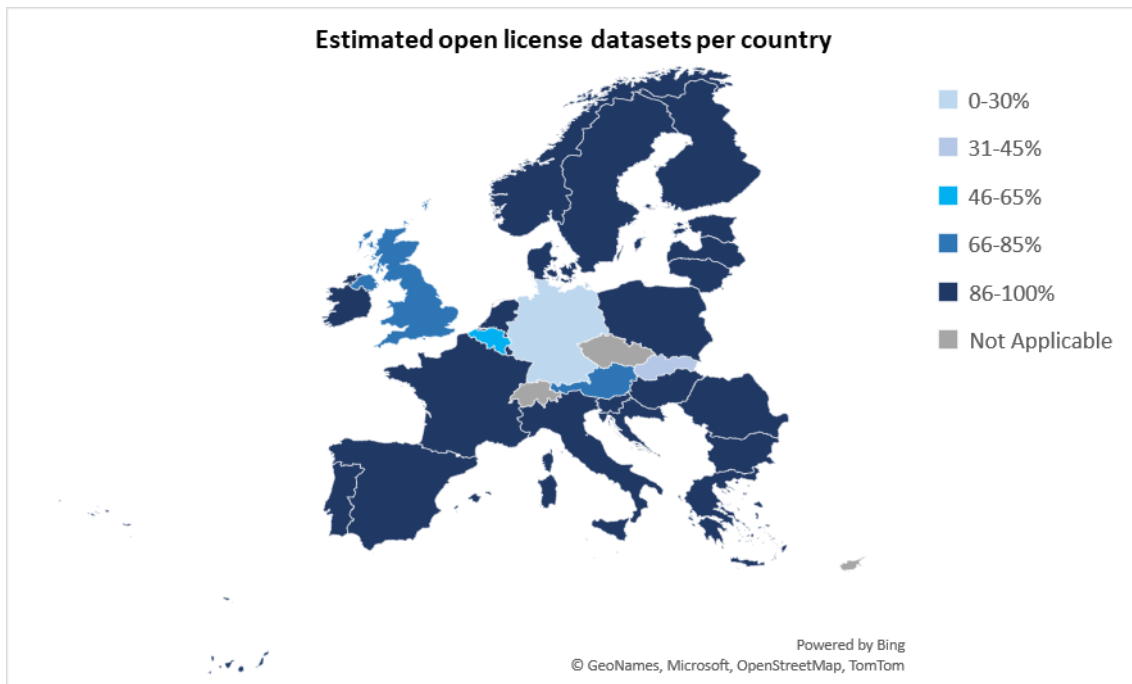 Estimated open license datasets per country
0-30%
31-45%
46-65%
66-85%
86-100%
Not Applicable
Powered by Bing
© GeoNames, Microsoft, OpenStreetMap, TomTom